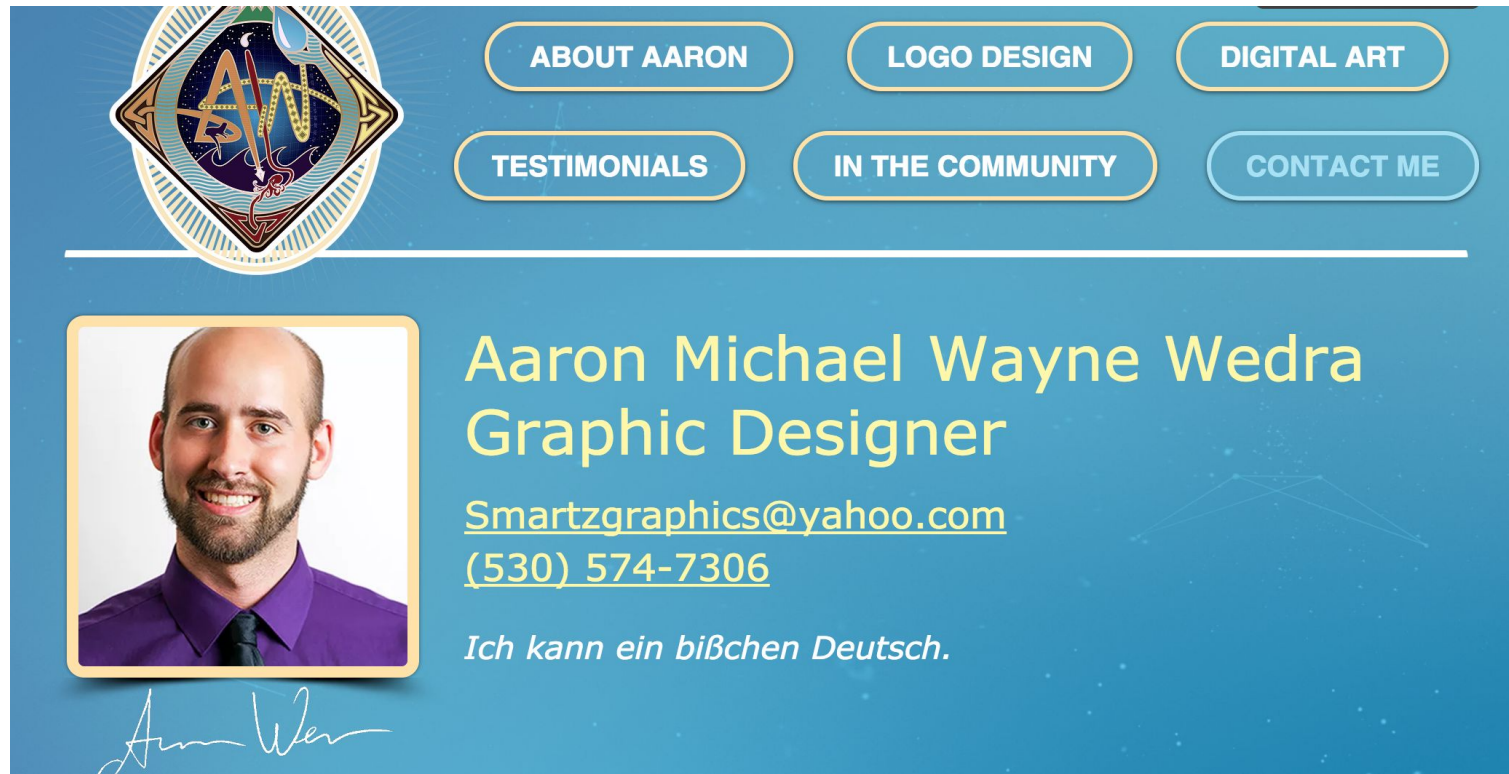 ABOUT AARON
LOGO DESIGN
DIGITAL ART
TESTIMONIALS
IN THE COMMUNITY
CONTACT ME
Aaron Michael Wayne Wedra
Graphic Designer
Smartzgraphics@yahoo.com
(530) 574-7306
Ich kann ein bißchen Deutsch.